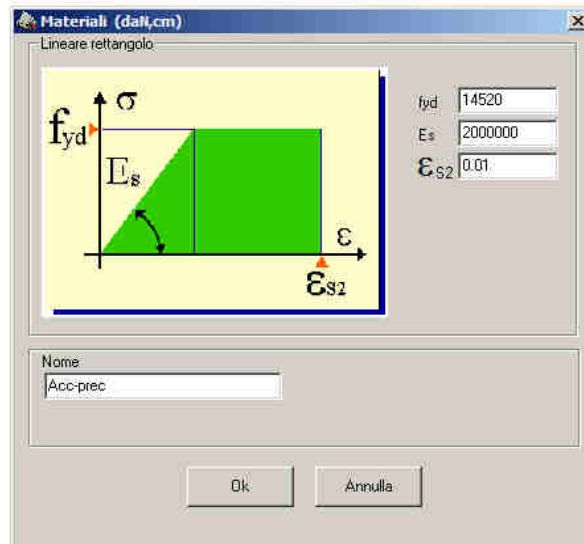 Materiali (daN,cm)
Lineare rettangolo
σ
fyd
Es
ε
εS2
fyd 14520
Es 2000000
εS2 0.01
Nome
Acc-prec
Ok Annulla